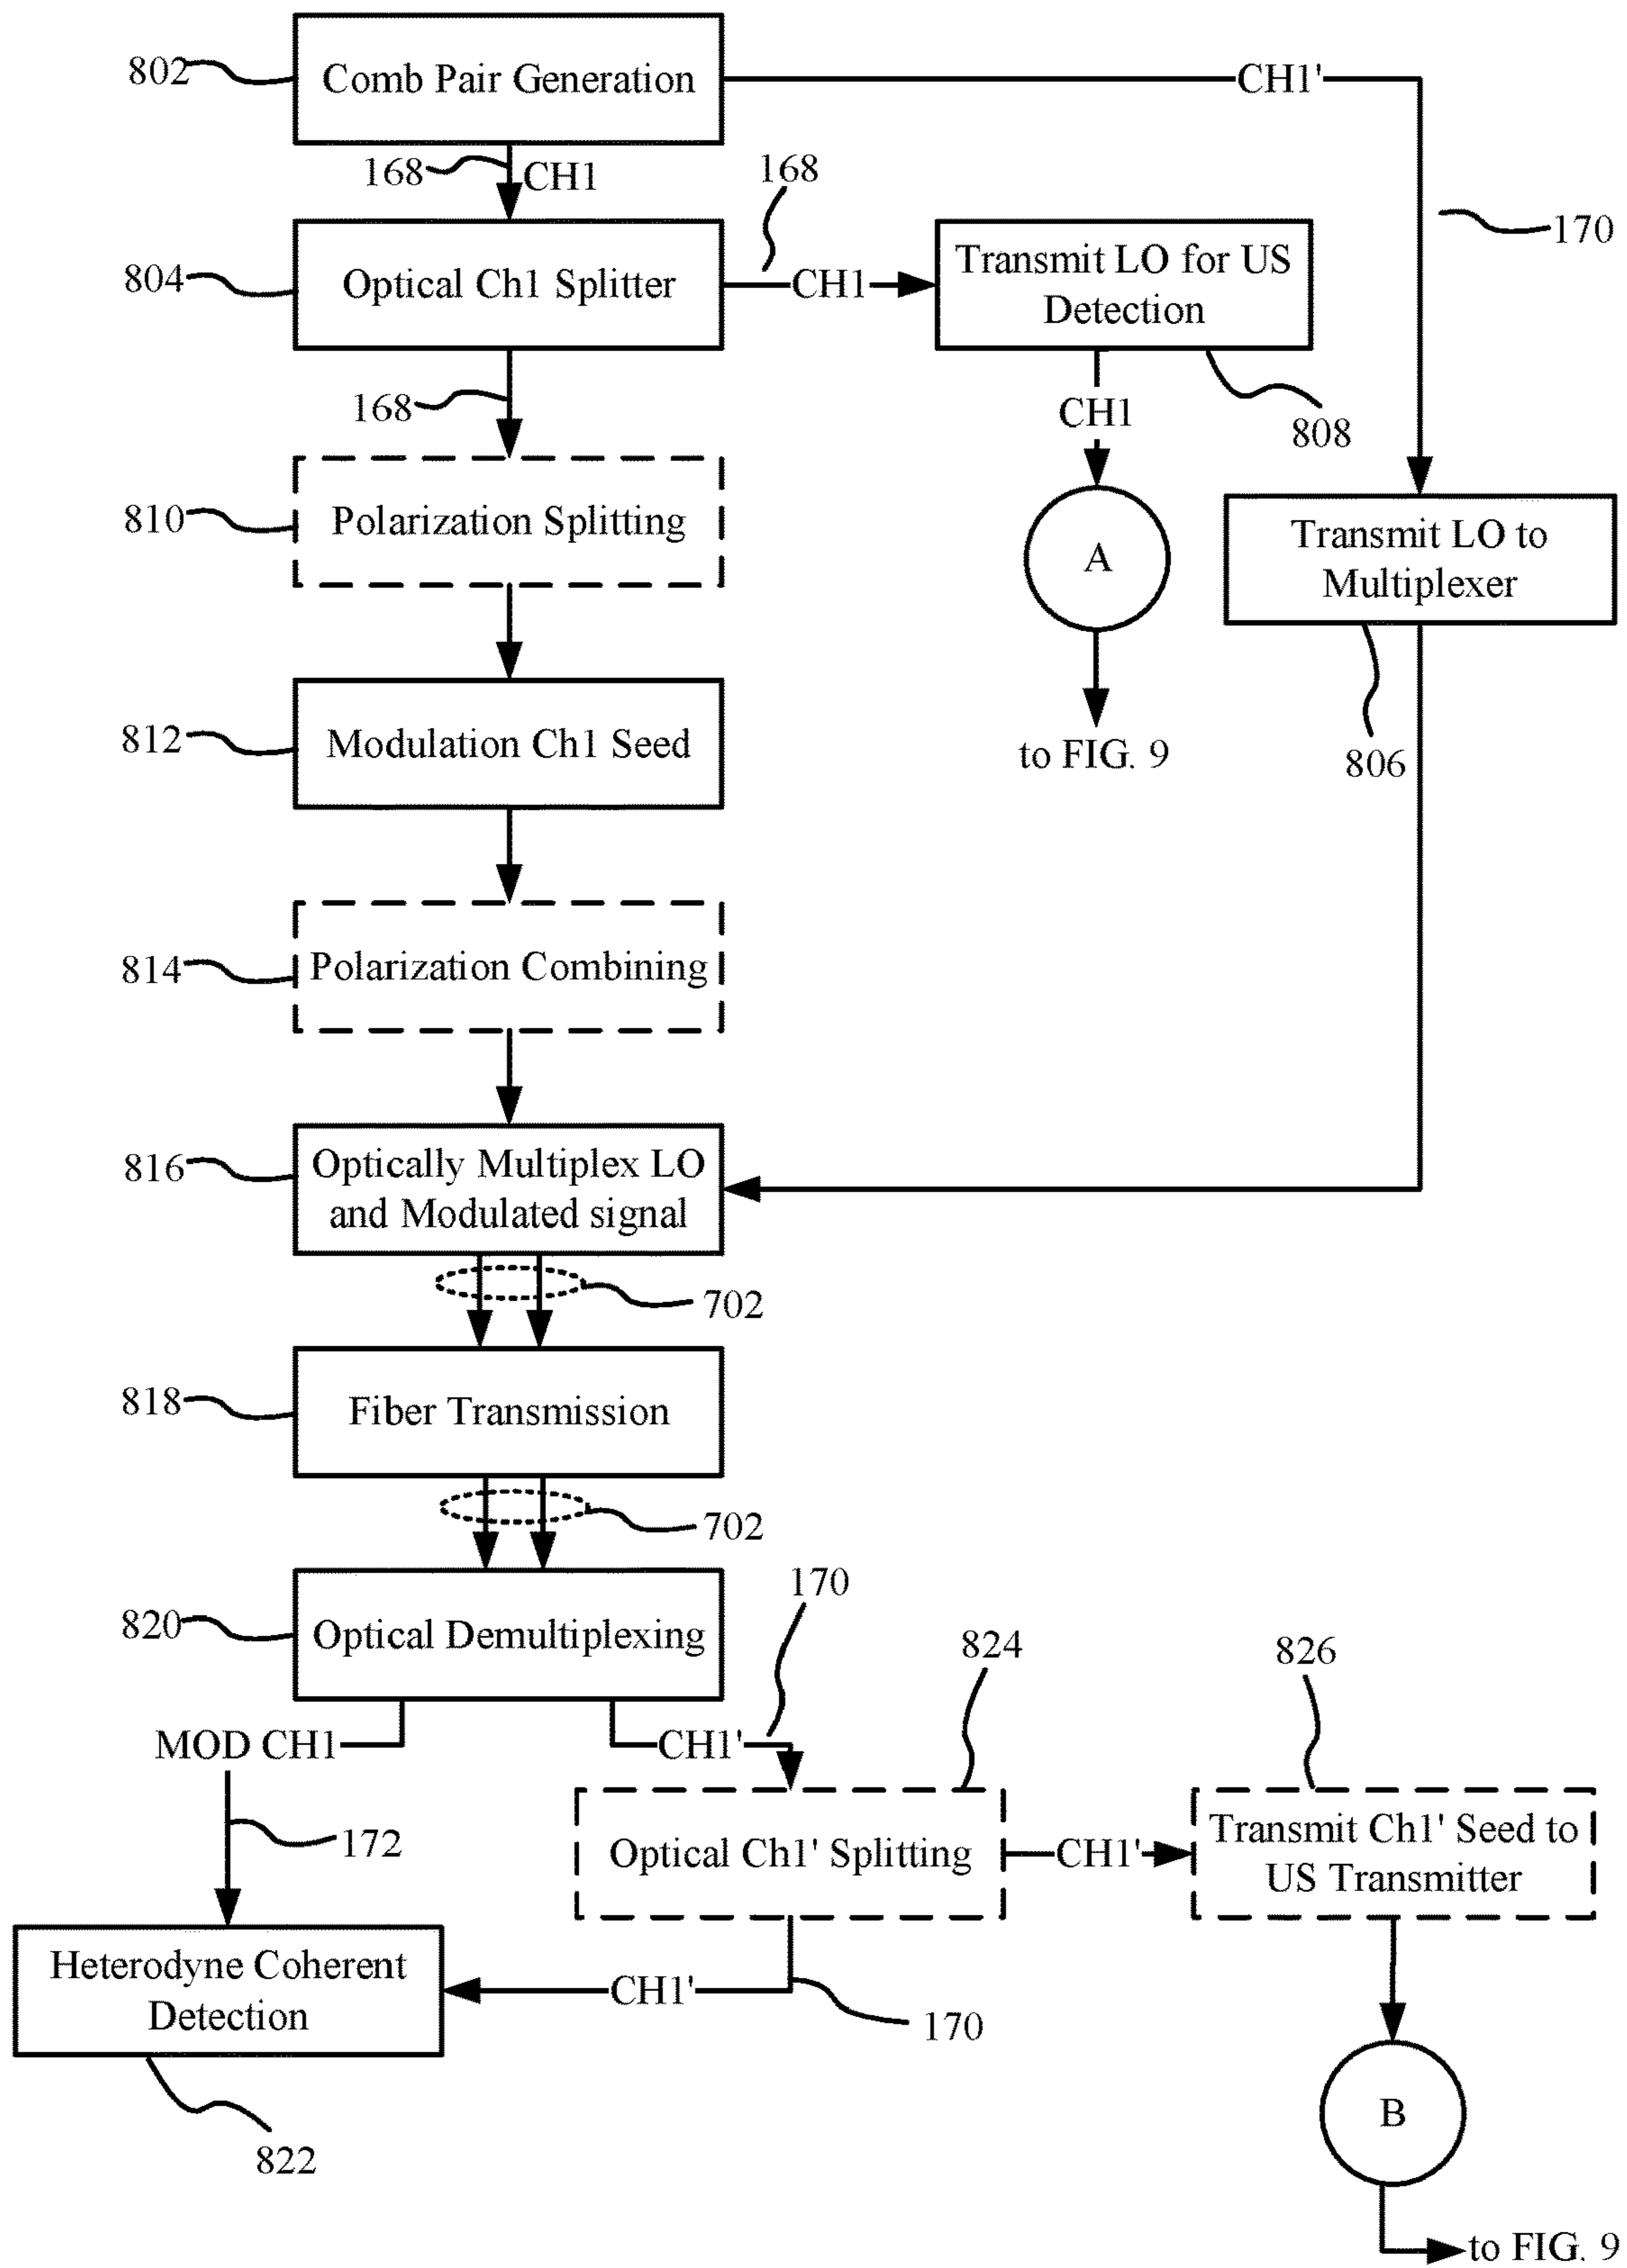 802
Comb Pair Generation
CH1'
168
CH1
168
170
804
Optical Ch1 Splitter
CH1
Transmit LO for US
Detection
168
CH1
808
810
Polarization Splitting
A
Transmit LO to
Multiplexer
812
Modulation Ch1 Seed
to FIG. 9
806
814
Polarization Combining
816
Optically Multiplex LO
and Modulated signal
702
818
Fiber Transmission
702
820
Optical Demultiplexing
170
824
826
MOD CH1
CH1'
172
Optical Ch1' Splitting
CH1'
Transmit Ch1' Seed to
US Transmitter
Heterodyne Coherent
Detection
CH1'
170
822
B
to FIG. 9